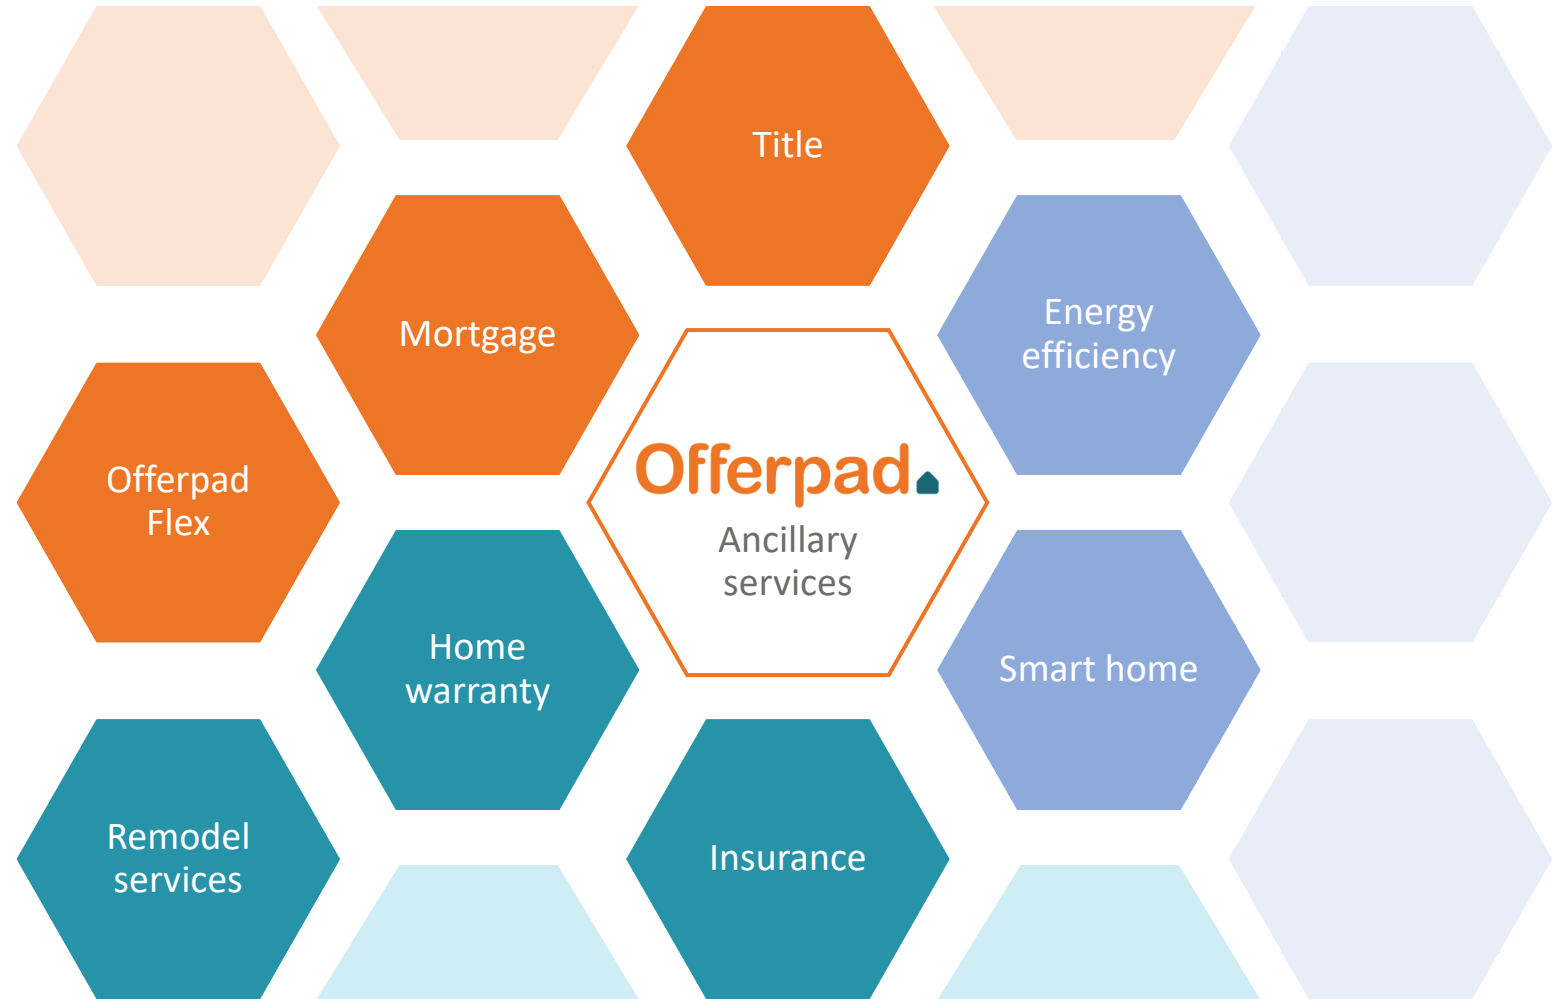 Title
Mortgage
Energy
efficiency
Offerpad
Flex
Offerpad
Ancillary
services
Home
warranty
Smart home
Remodel
services
Insurance